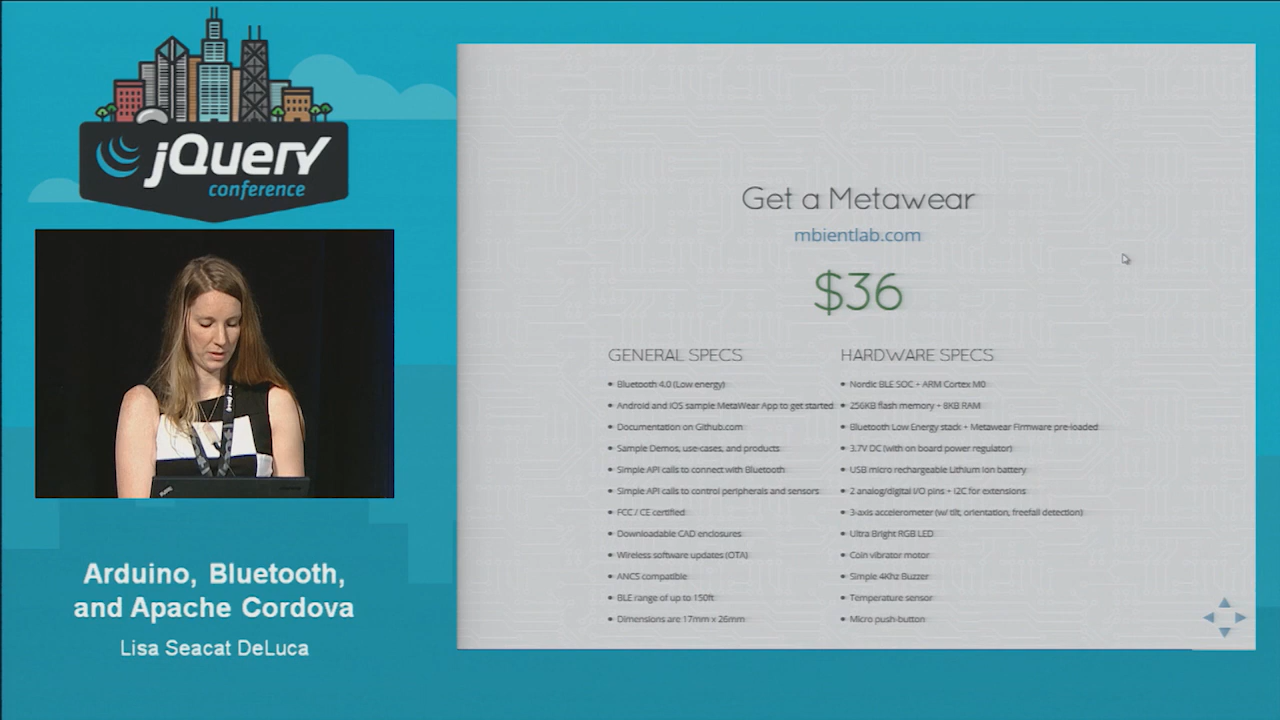 jQuery
conference
Arduino, Bluetooth,
and Apache Cordova
Lisa Seacat DeLuca
Get a Metawear
mbientlab.com
$36
GENERAL SPECS
Bluetooth 4.0 (Low energy)
Android and iOS sample MetaWear App to get started
Documentation on Github.com
Sample Demos, use-cases, and products
Simple API calls to connect with Bluetooth
Simple API calls to control peripherals and sensors
FCC / CE certified
Downloadable CAD enclosures
Wireless software updates (OTA)
ANCS compatible
BLE range of up to 150ft
Dimensions are 17mm x 26mm
HARDWARE SPECS
Nordic BLE SOC + ARM Cortex M0
256KB flash memory + 8KB RAM
Bluetooth Low Energy stack + Metawear Firmware pre-loaded
3.7V DC (with on board power regulator)
USB micro rechargeable Lithium Ion battery
2 analog/digital I/O pins + I2C for extensions
3-axis accelerometer (w/ tilt, orientation, freefall detection)
Ultra Bright RGB LED
Coin vibrator motor
Simple 4Khz Buzzer
Temperature sensor
Micro push-button